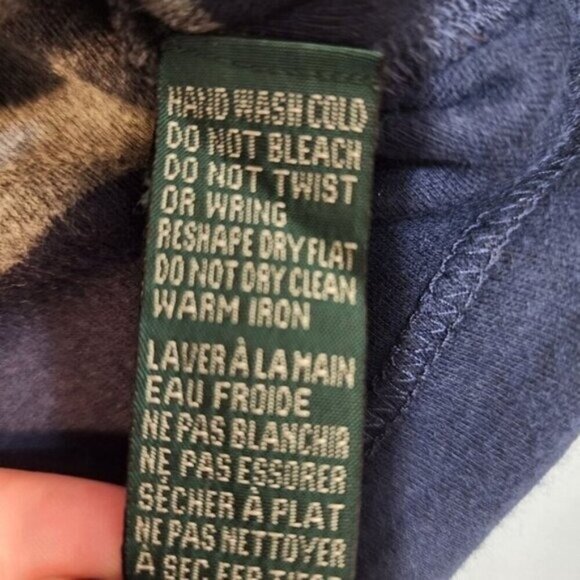 HAND WASH COLD
DO NOT BLEACH
DO NOT TWIST
OR WRING
RESHAPE DRY FLAT
DO NOT DRY CLEAN
WARM IRON
LAVER À LA MAIN
EAU FROIDE
NE PAS BLANCHIR
NE PAS ESSORER
SÉCHER À PLAT
NE PAS NETTOYER
À SEC